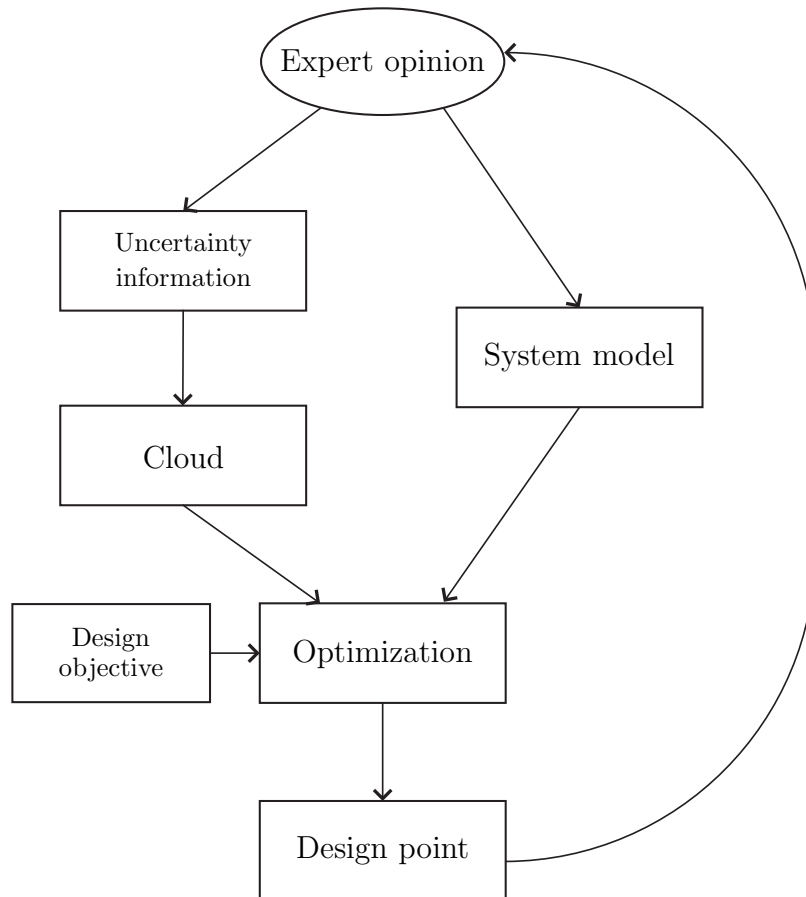 Expert opinion
Uncertainty
information
System model
Cloud
Design
objective
Optimization
Design point